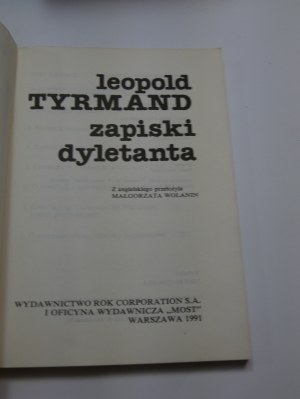 leopold
TYRMAND
zapiski
dyletanta
Z angielskiego przełożyła
MAŁGORZATA WOLANIN
WYDAWNICTWO ROK CORPORATION S.A.
I OFICYNA WYDAWNICZA „MOST”
WARSZAWA 1991